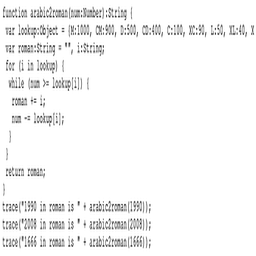 function arabic2roman(num:Number):String {
var lookup:Object = {M:1000, CM:900, D:500, CD:400, C:100, XC:90, L:50, XL:40, X
var roman:String = "", i:String;
for (i in lookup) {
while (num >= lookup[i]) {
roman += i;
num -= lookup[i];
}
}
return roman;
}
trace("1990 in roman is " + arabic2roman(1990));
trace("2008 in roman is " + arabic2roman(2008));
trace("1666 in roman is " + arabic2roman(1666));